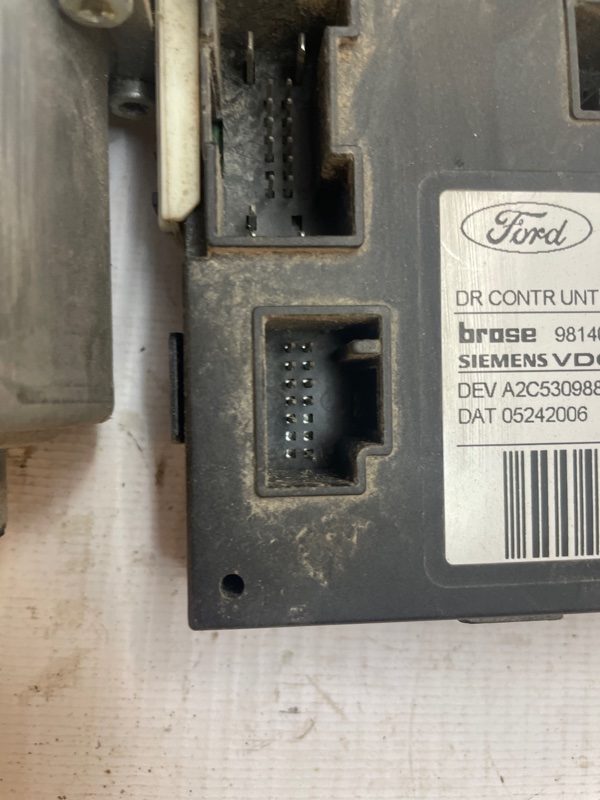 Ford
DR CONTR UNT
brose 98140
SIEMENS VDO
DEV A2C530988
DAT 05242006